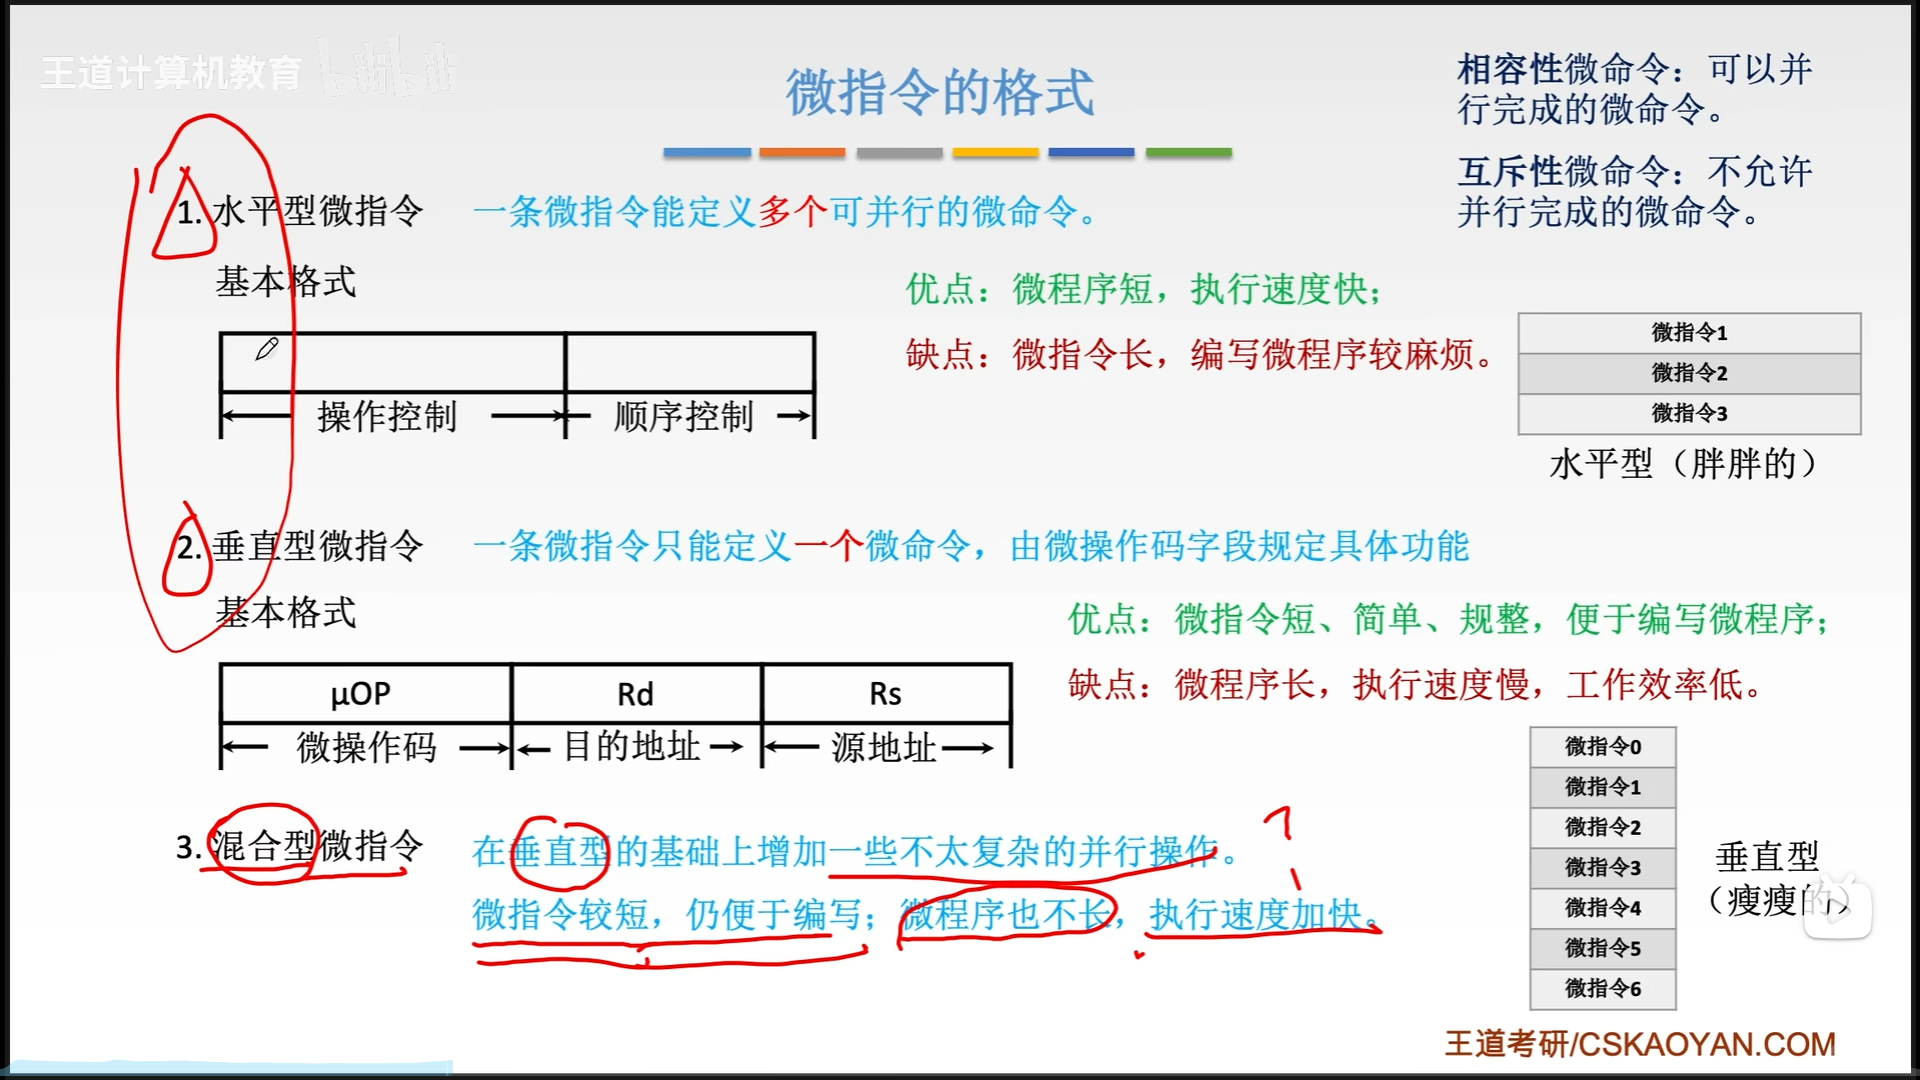 王道计算机教育 bilibili
微指令的格式
相容性微命令：可以并
行完成的微命令。
互斥性微命令：不允许
并行完成的微命令。
1. 水平型微指令 一条微指令能定义多个可并行的微命令。
基本格式
优点：微程序短，执行速度快；
缺点：微指令长，编写微程序较麻烦。
操作控制 顺序控制
微指令1
微指令2
微指令3
水平型（胖胖的）
2. 垂直型微指令 一条微指令只能定义一个微命令，由微操作码字段规定具体功能
基本格式
优点：微指令短、简单、规整，便于编写微程序；
缺点：微程序长，执行速度慢，工作效率低。
μOP Rd Rs
微操作码 目的地址 源地址
微指令0
微指令1
微指令2
微指令3
微指令4
微指令5
微指令6
垂直型
（瘦瘦的）
3. 混合型微指令 在垂直型的基础上增加一些不太复杂的并行操作。
微指令较短，仍便于编写；微程序也不长，执行速度加快。
王道考研/CSKAOYAN.COM